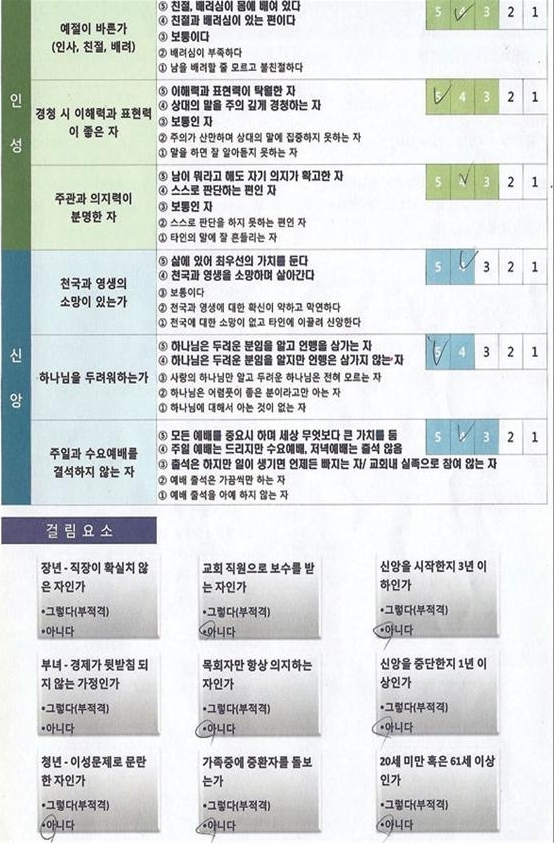 인
성
예절이 바른가
(인사, 친절, 배려)
⑤ 친절, 배려심이 몸에 배여 있다
④ 친절과 배려심이 있는 편이다
③ 보통이다
② 배려심이 부족하다
① 남을 배려할 줄 모르고 불친절하다
5 4 3 2 1
경청 시 이해력과 표현력
이 좋은 자
⑤ 이해력과 표현력이 탁월한 자
④ 상대의 말을 주의 깊게 경청하는 자
③ 보통인 자
② 주의가 산만하며 상대의 말에 집중하지 못하는 자
① 말을 하면 잘 알아듣지 못하는 자
5 4 3 2 1
주관과 의지력이
분명한 자
⑤ 남이 뭐라고 해도 자기 의지가 확고한 자
④ 스스로 판단하는 편인 자
③ 보통인 자
② 스스로 판단을 하지 못하는 편인 자
① 타인의 말에 잘 흔들리는 자
5 4 3 2 1
신
앙
천국과 영생의
소망이 있는가
⑤ 삶에 있어 최우선의 가치를 둔다
④ 천국과 영생을 소망하며 살아간다
③ 보통이다
② 천국과 영생에 대한 확신이 약하고 막연하다
① 천국에 대한 소망이 없고 타인에 이끌려 신앙한다
5 4 3 2 1
하나님을 두려워하는가
⑤ 하나님은 두려운 분임을 알고 언행을 삼가는 자
④ 하나님은 두려운 분임을 알지만 언행은 삼가지 않는 자
③ 사랑의 하나님만 알고 두려운 하나님은 전혀 모르는 자
② 하나님은 어렴풋이 좋은 분이라고만 아는 자
① 하나님에 대해서 아는 것이 없는 자
5 4 3 2 1
주일과 수요예배를
결석하지 않는 자
⑤ 모든 예배를 중요시 하며 세상 무엇보다 큰 가치를 둠
④ 주일 예배는 드리지만 수요예배, 저녁예배는 출석 않음
③ 출석은 하지만 일이 생기면 언제든 빠지는 자/ 교회내 실족으로 참여 않는 자
② 예배 출석은 가끔씩만 하는 자
① 예배 출석을 아예 하지 않는 자
5 4 3 2 1
걸림요소
장년 - 직장이 확실치 않
은 자인가
•그렇다(부적격)
•아니다
교회 직원으로 보수를 받
는 자인가
•그렇다(부적격)
•아니다
신앙을 시작한지 3년 이
하인가
•그렇다(부적격)
•아니다
부녀 - 경제가 뒷받침 되
지 않는 가정인가
•그렇다(부적격)
•아니다
목회자만 항상 의지하는
자인가
•그렇다(부적격)
•아니다
신앙을 중단한지 1년 이
상인가
•그렇다(부적격)
•아니다
청년 - 이성문제로 문란
한 자인가
•그렇다(부적격)
•아니다
가족중에 중환자를 돌보
는가
•그렇다(부적격)
•아니다
20세 미만 혹은 61세 이상
인가
•그렇다(부적격)
•아니다